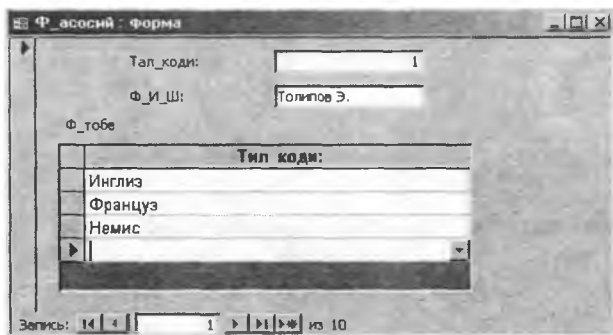 Ф_асосий : Форма
Тал_коди: 1
Ф_И_Ш: Толипов Э.
Ф_тобе
Тил коди:
Инглиз
Француз
Немис
Запись: 1 из 10